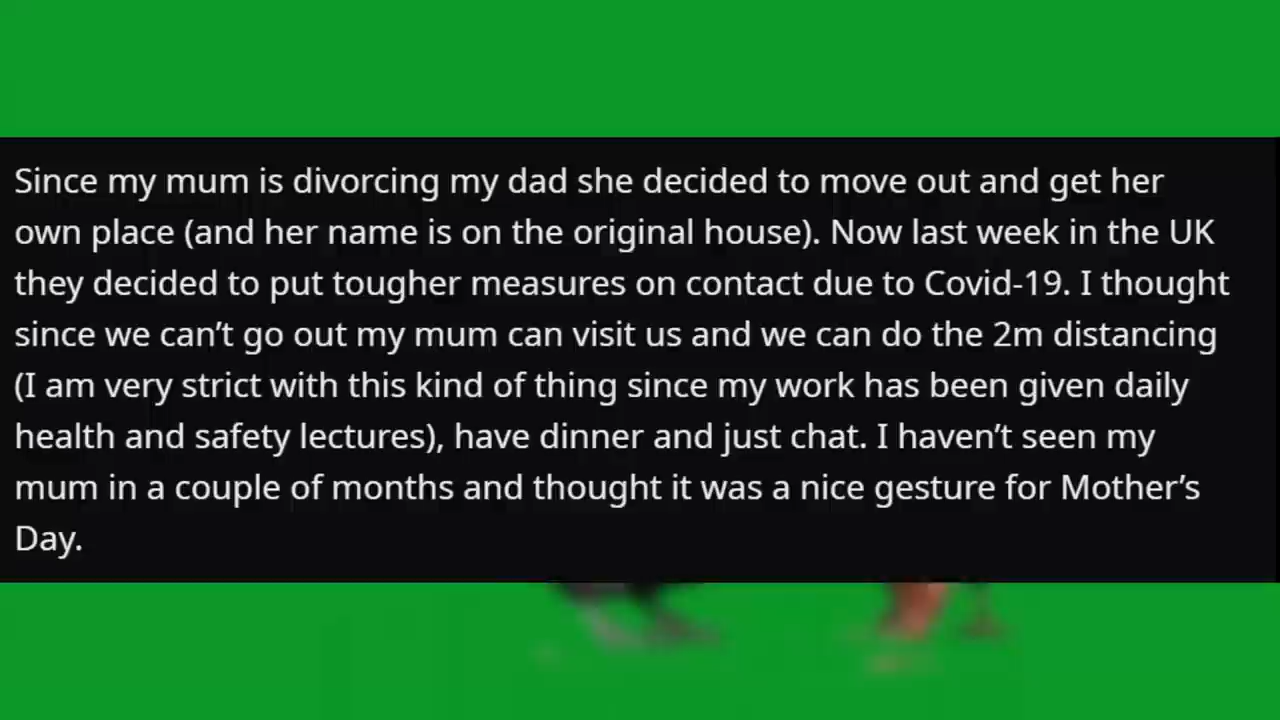 Since my mum is divorcing my dad she decided to move out and get her
own place (and her name is on the original house). Now last week in the UK
they decided to put tougher measures on contact due to Covid-19. I thought
since we can’t go out my mum can visit us and we can do the 2m distancing
(I am very strict with this kind of thing since my work has been given daily
health and safety lectures), have dinner and just chat. I haven’t seen my
mum in a couple of months and thought it was a nice gesture for Mother’s
Day.